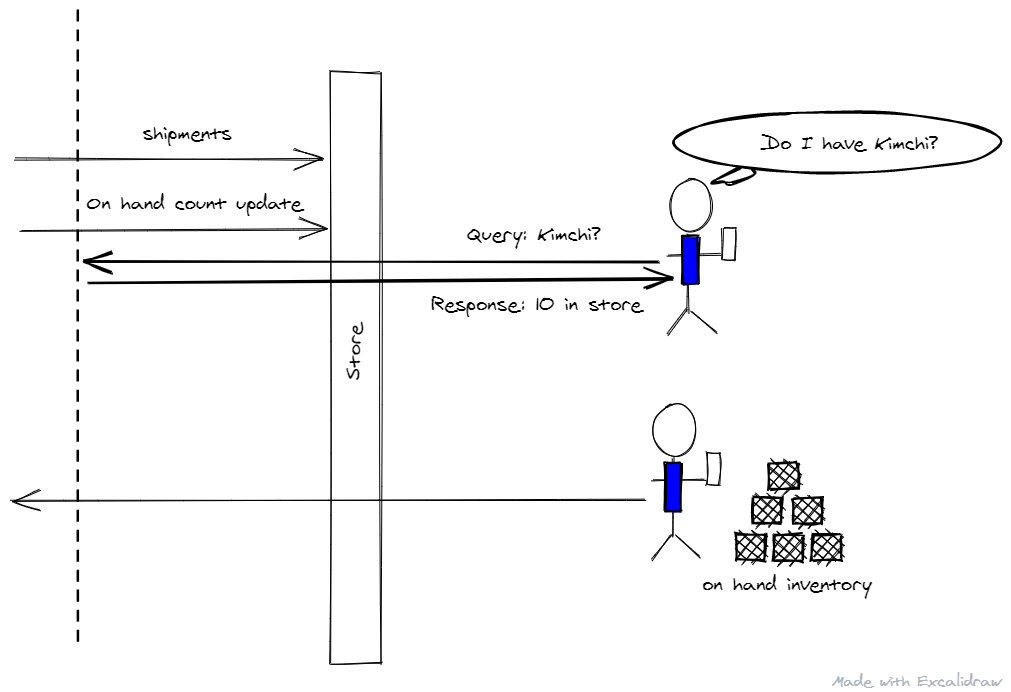 shipments
Do I have Kimchi?
On hand count update
Query: Kimchi?
Response: 10 in store
Store
on hand inventory
Made with Excalidraw